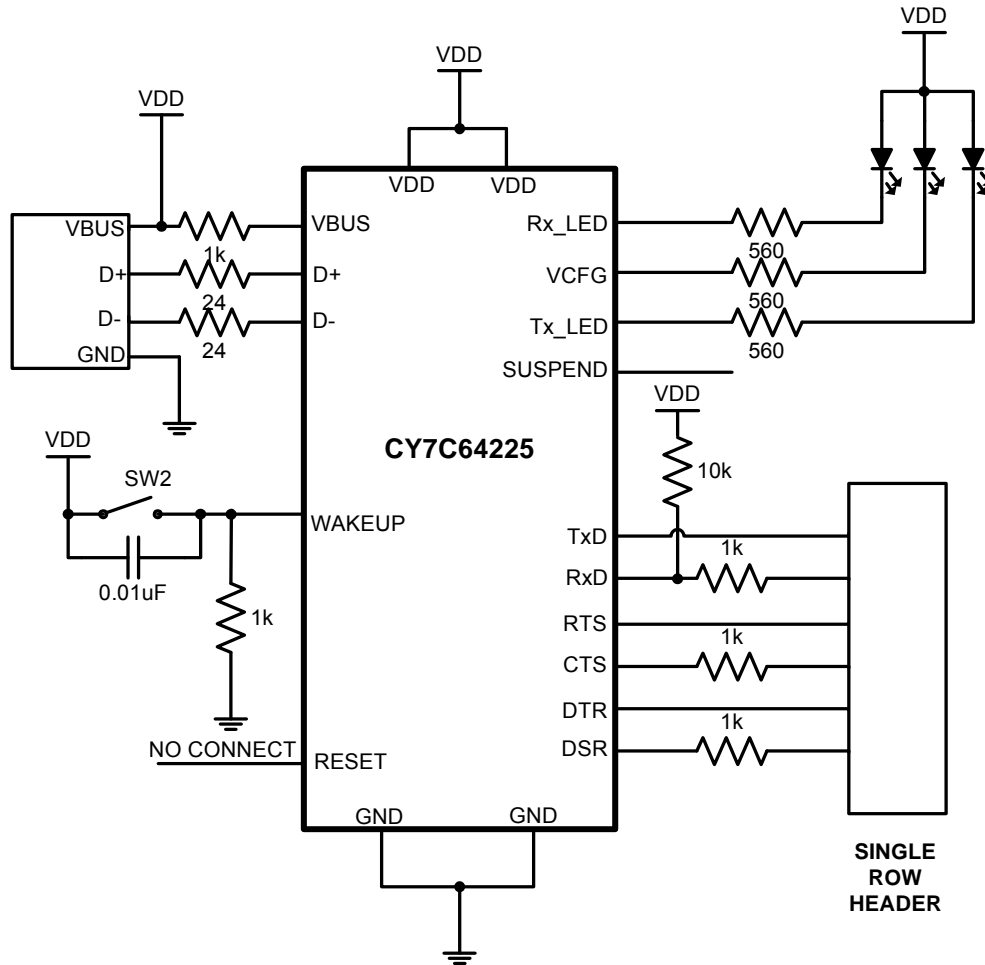 VDD
VDD
VDD
VDD
VDD
VBUS
1k
VBUS
D+
24
D+
D-
24
D-
GND
Rx_LED
560
VCFG
560
Tx_LED
560
SUSPEND
VDD
10k
CY7C64225
VDD
SW2
0.01uF
WAKEUP
1k
NO CONNECT
RESET
TxD
1k
RxD
RTS
1k
CTS
DTR
1k
DSR
GND
GND
SINGLE
ROW
HEADER